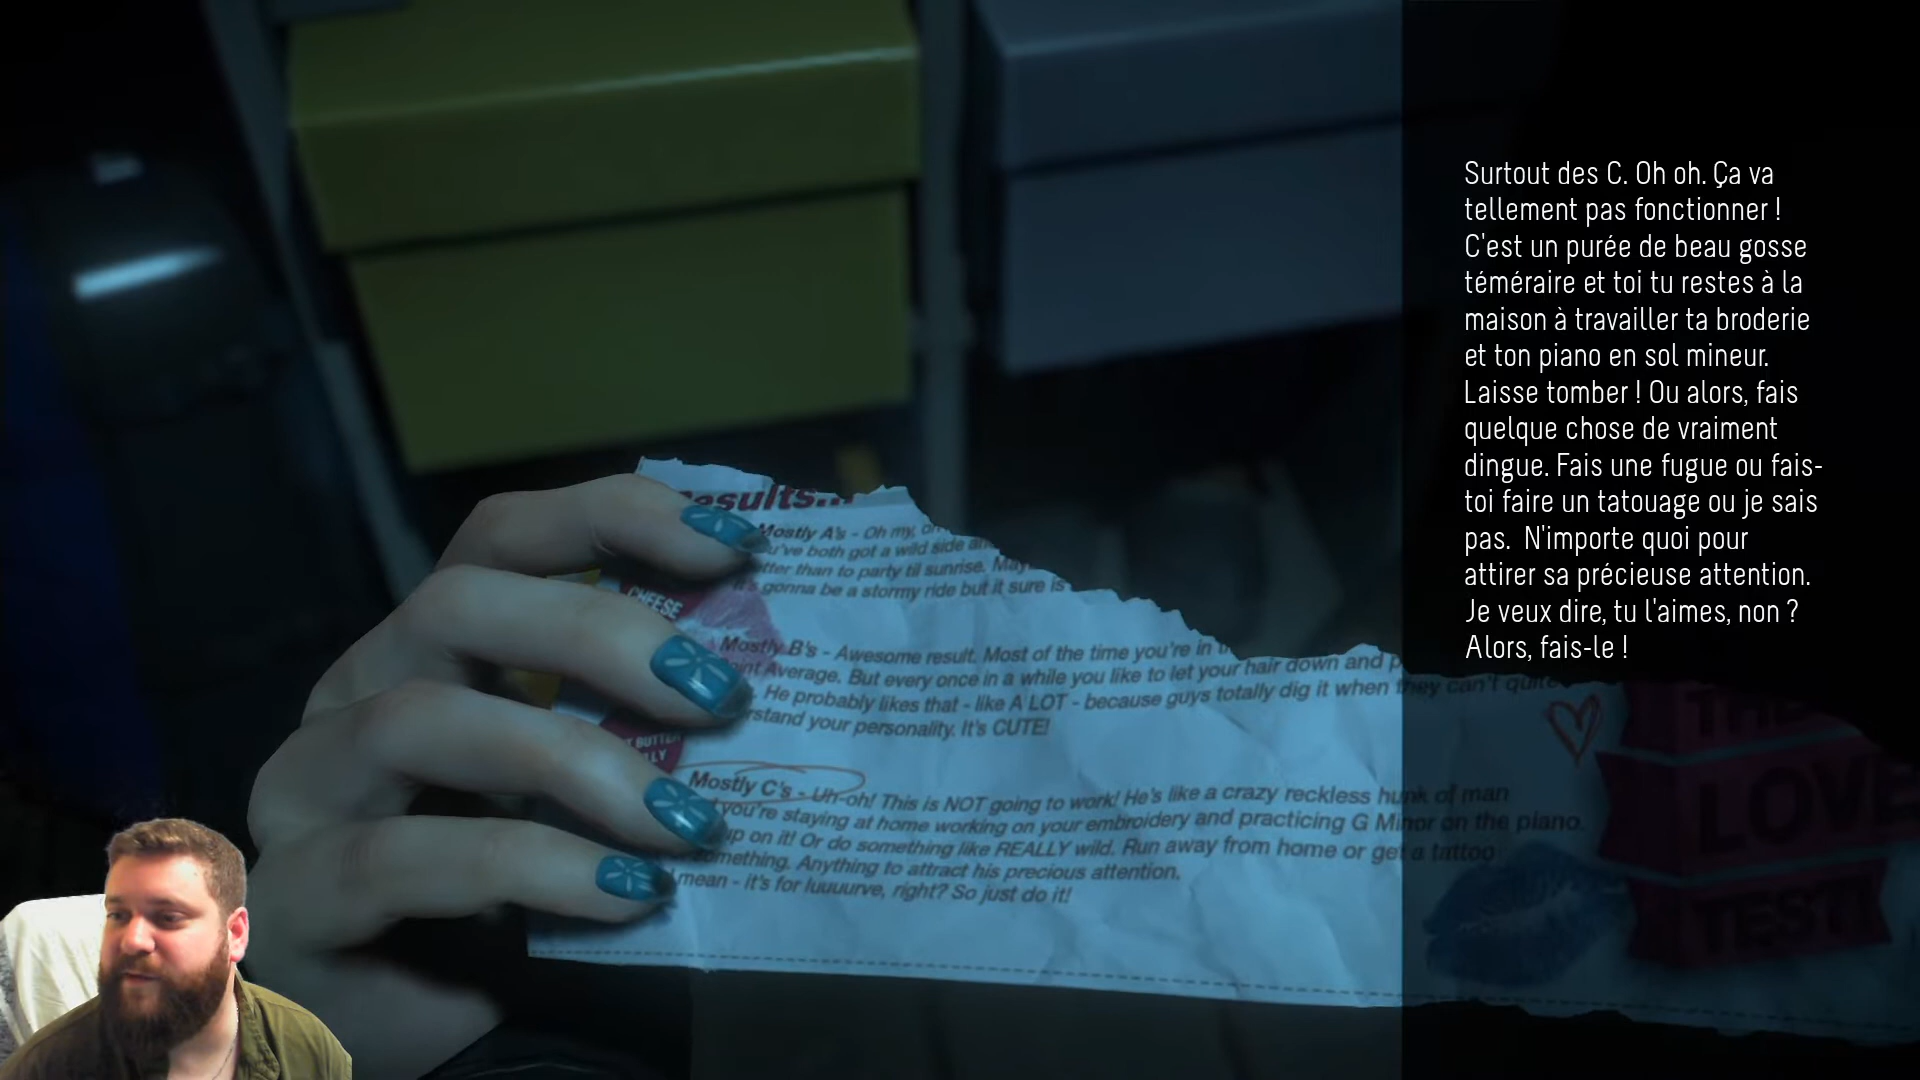 Surtout des C. Oh oh. Ça va
tellement pas fonctionner !
C'est un purée de beau gosse
téméraire et toi tu restes à la
maison à travailler ta broderie
et ton piano en sol mineur.
Laisse tomber ! Ou alors, fais
quelque chose de vraiment
dingue. Fais une fugue ou fais-
toi faire un tatouage ou je sais
pas. N'importe quoi pour
attirer sa précieuse attention.
Je veux dire, tu l'aimes, non ?
Alors, fais-le !
Mostly A's - Oh my,
both got a wild side
than to party til sunrise.
gonna be a stormy ride but it sure is
CHEESE
Mostly B's - Awesome result. Most of the time you're in
Average. But every once in a while you like to let your hair down and
He probably likes that - like A LOT - because guys totally dig it when they can't quite
your personality. It's CUTE!
BUTTER
Mostly C's - Uh-oh! This is NOT going to work! He's like a crazy reckless hunk of man
you're staying at home working on your embroidery and practicing G Minor on the piano.
up on it! Or do something like REALLY wild. Run away from home or get a tattoo
something. Anything to attract his precious attention.
mean - it's for luuuurve, right? So just do it!
THE
LOVE
TEST!